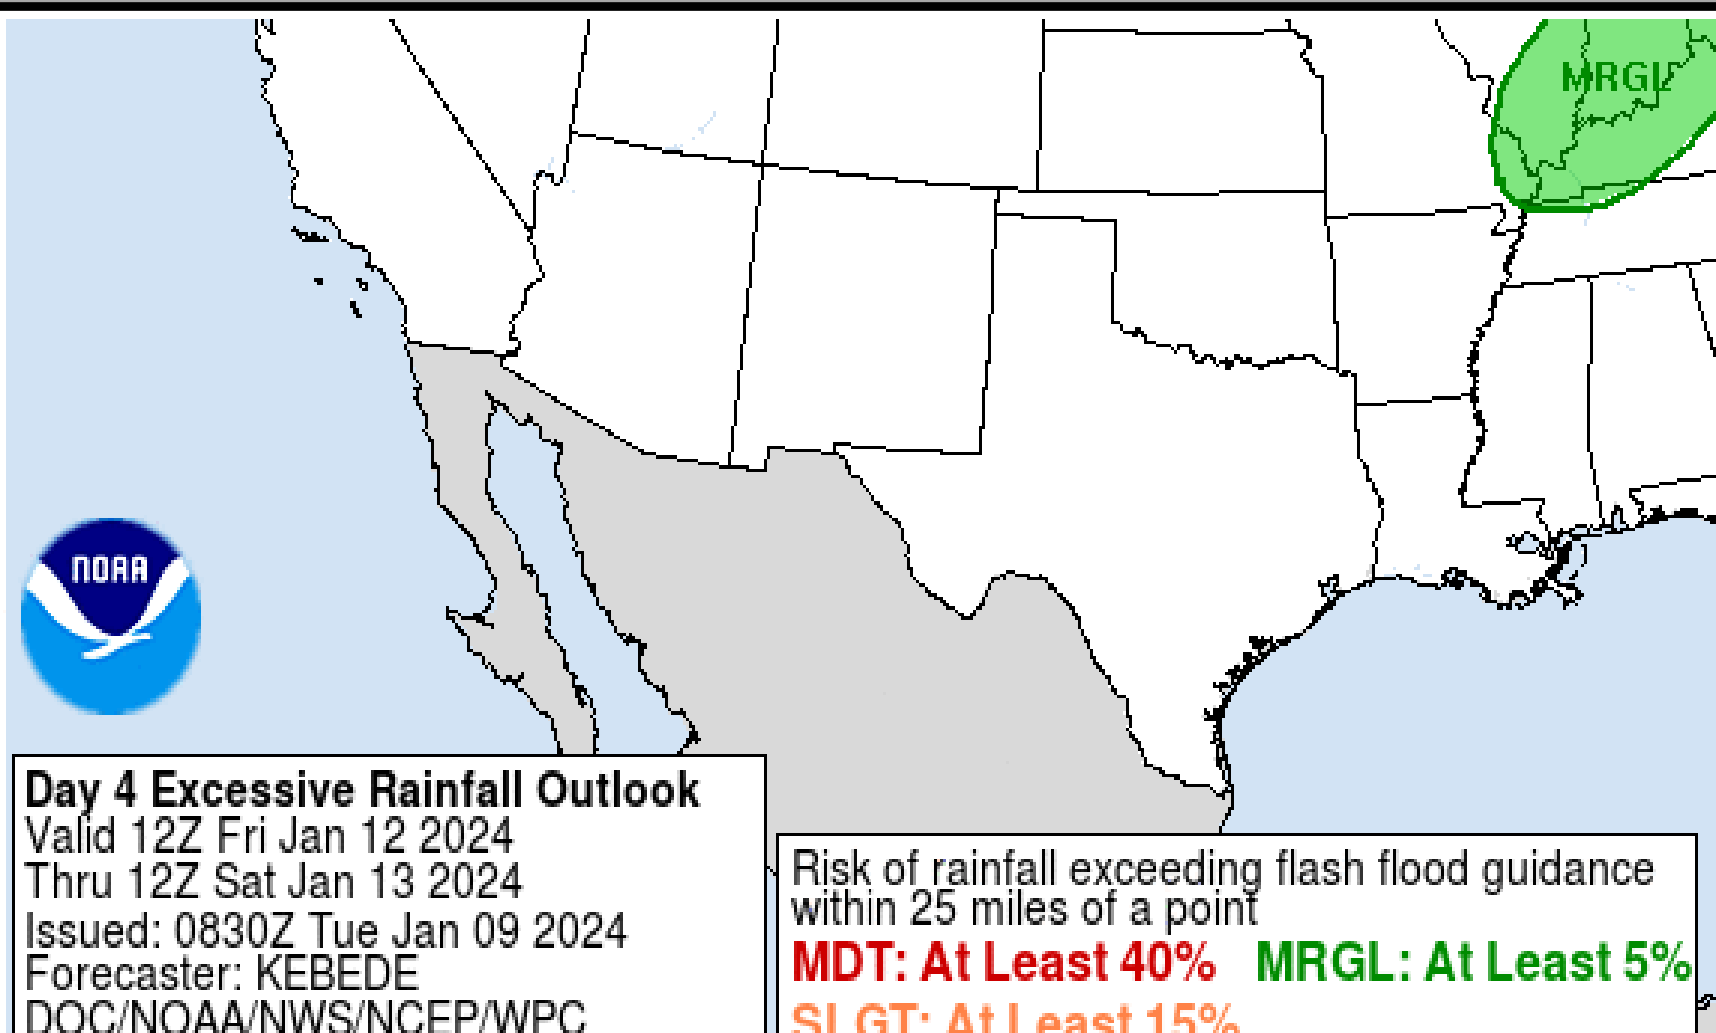 MRGL
NOAA
Day 4 Excessive Rainfall Outlook
Valid 12Z Fri Jan 12 2024
Thru 12Z Sat Jan 13 2024
Issued: 0830Z Tue Jan 09 2024
Forecaster: KEBEDE
DOC/NOAA/NWS/NCEP/WPC
Risk of rainfall exceeding flash flood guidance
within 25 miles of a point
MDT: At Least 40% MRGL: At Least 5%
SLGT: At Least 15%